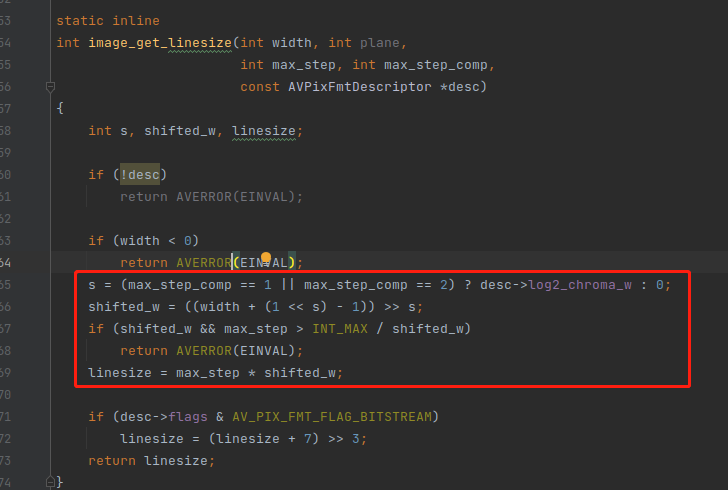 53 static inline
54 int image_get_linesize(int width, int plane,
55 int max_step, int max_step_comp,
56 const AVPixFmtDescriptor *desc)
57 {
58 int s, shifted_w, linesize;
59
60 if (!desc)
61 return AVERROR(EINVAL);
62
63 if (width < 0)
64 return AVERROR(EINVAL);
65 s = (max_step_comp == 1 || max_step_comp == 2) ? desc->log2_chroma_w : 0;
66 shifted_w = ((width + (1 << s) - 1)) >> s;
67 if (shifted_w && max_step > INT_MAX / shifted_w)
68 return AVERROR(EINVAL);
69 linesize = max_step * shifted_w;
70
71 if (desc->flags & AV_PIX_FMT_FLAG_BITSTREAM)
72 linesize = (linesize + 7) >> 3;
73 return linesize;
74 }